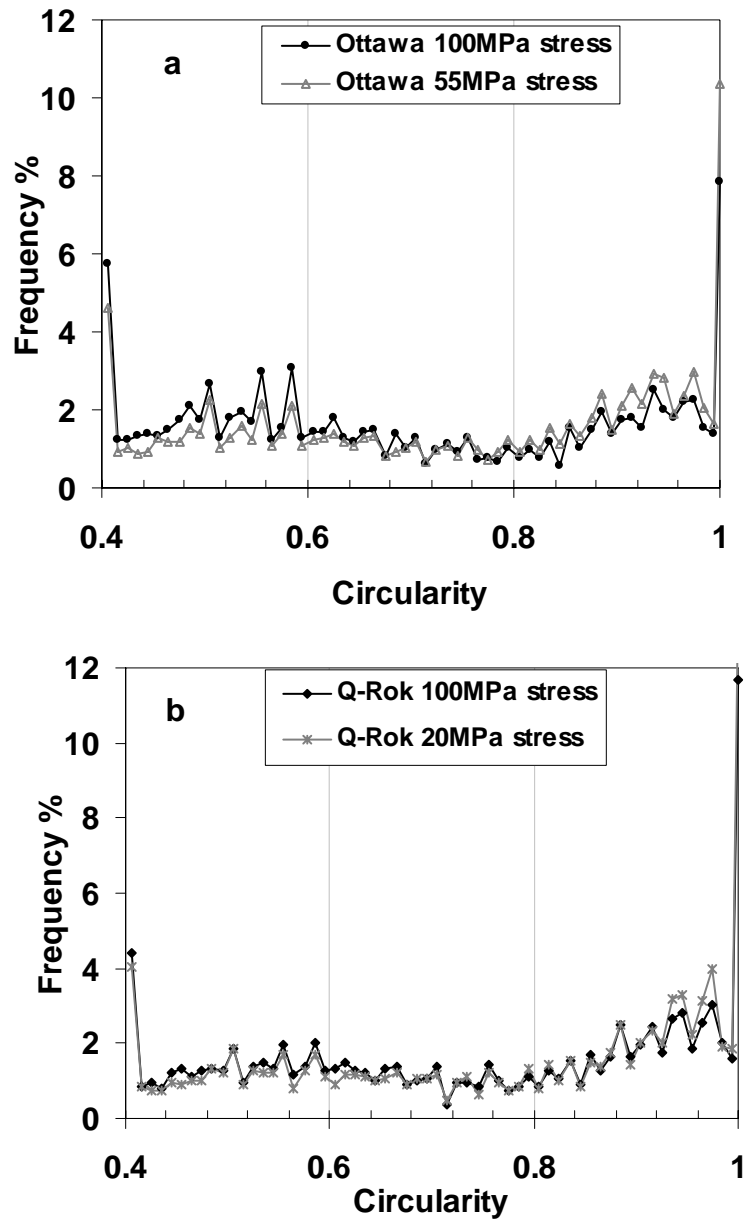 12
10
8
6
4
2
0
Frequency %
a
Ottawa 100MPa stress
Ottawa 55MPa stress
0.4 0.6 0.8 1
Circularity
12
10
8
6
4
2
0
Frequency %
b
Q-Rok 100MPa stress
Q-Rok 20MPa stress
0.4 0.6 0.8 1
Circularity